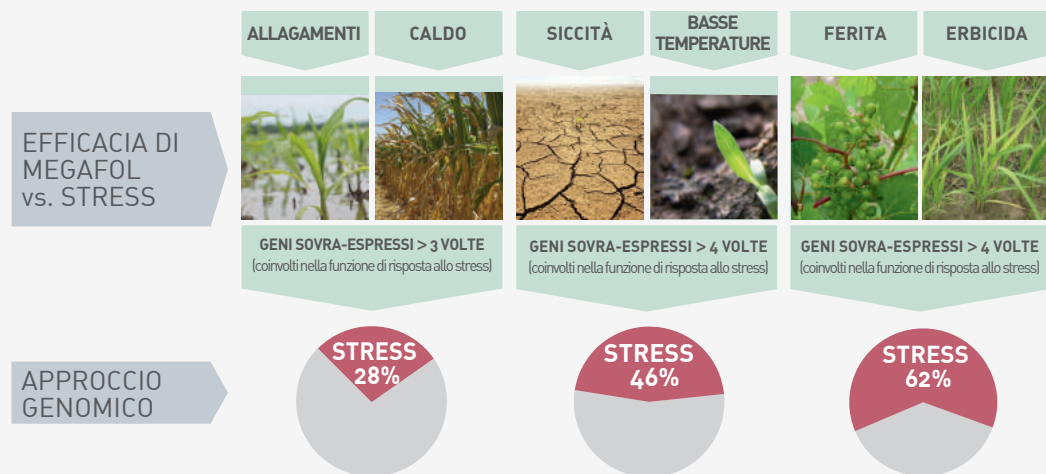 ALLAGAMENTI
CALDO
SICCITÀ
BASSE
TEMPERATURE
FERITA
ERBICIDA
EFFICACIA DI
MEGAFOL
vs. STRESS
GENI SOVRA-ESPRESSI > 3 VOLTE
(coinvolti nella funzione di risposta allo stress)
GENI SOVRA-ESPRESSI > 4 VOLTE
(coinvolti nella funzione di risposta allo stress)
GENI SOVRA-ESPRESSI > 4 VOLTE
(coinvolti nella funzione di risposta allo stress)
APPROCCIO
GENOMICO
STRESS
28%
STRESS
46%
STRESS
62%